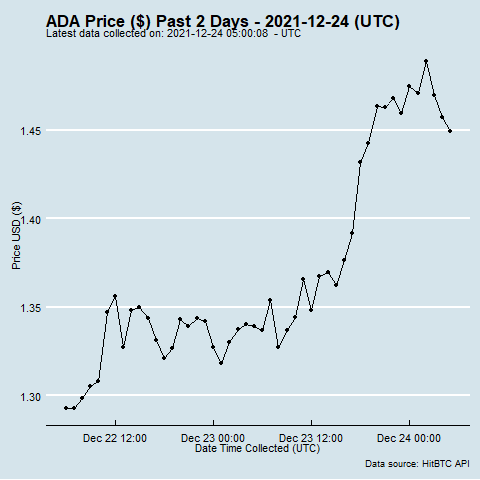 ADA Price ($) Past 2 Days - 2021-12-24 (UTC)
Latest data collected on: 2021-12-24 05:00:08  - UTC
1.45
1.40
1.35
1.30
Price USD ($)
Dec 22 12:00
Dec 23 00:00
Dec 23 12:00
Dec 24 00:00
Date Time Collected (UTC)
Data source: HitBTC API